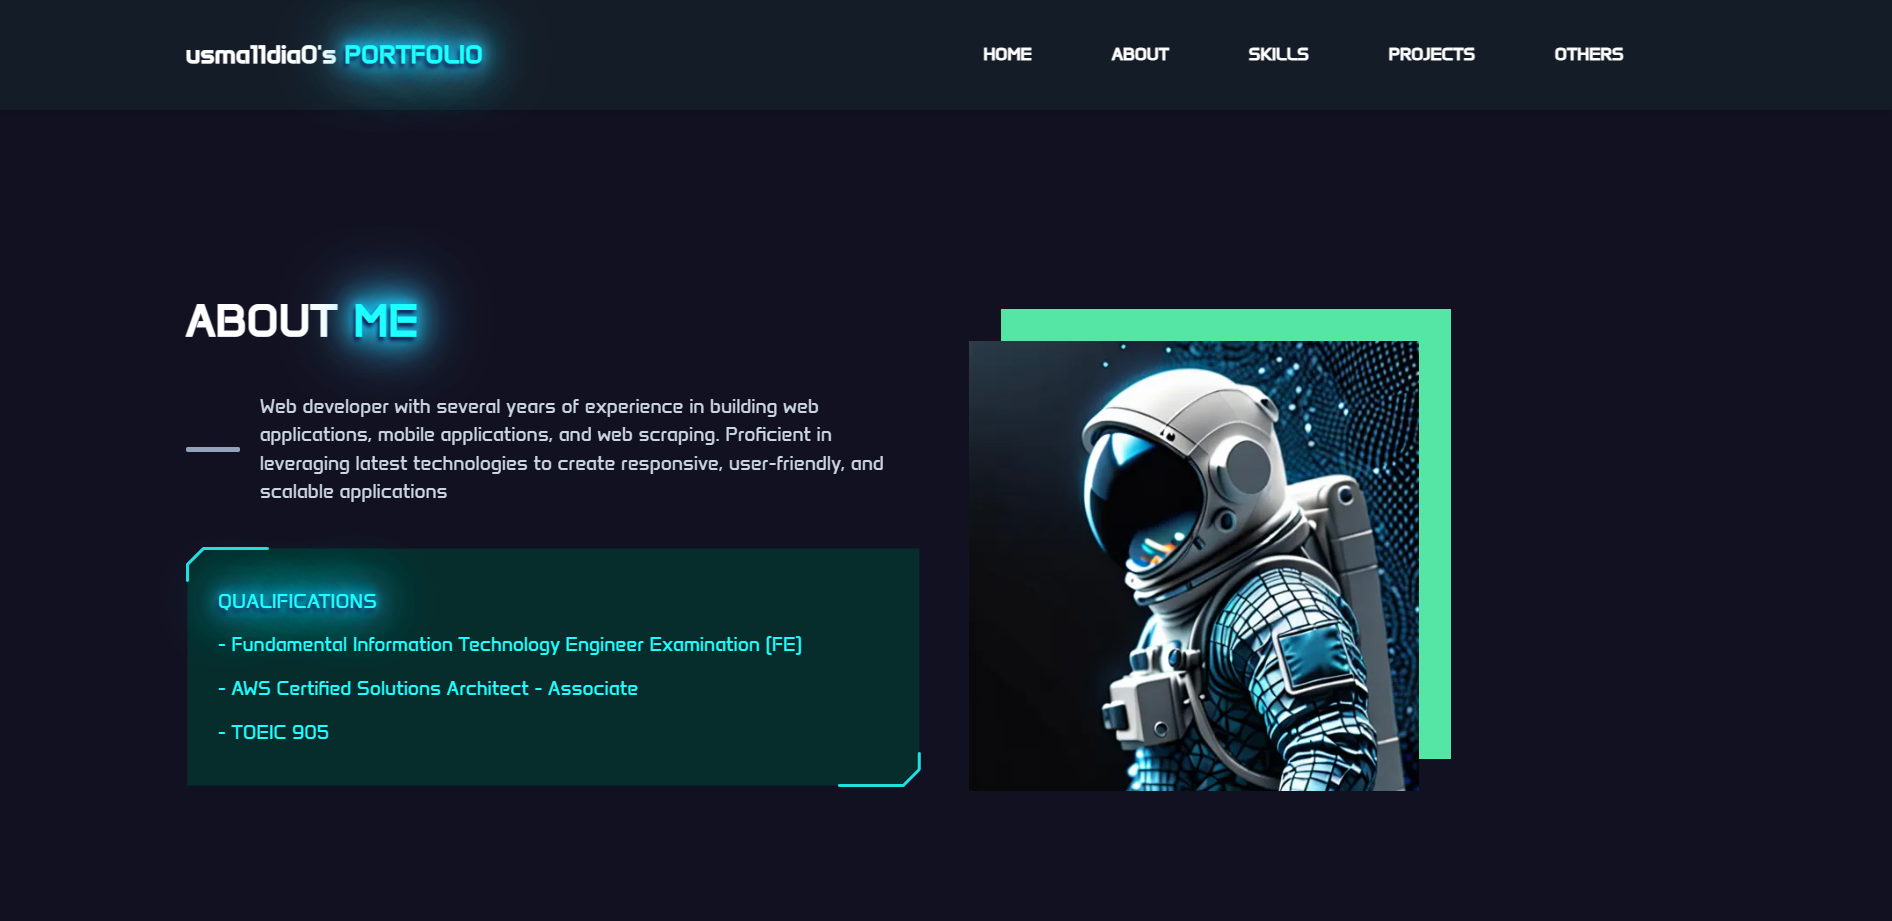 usma11dia0's PORTFOLIO
HOME ABOUT SKILLS PROJECTS OTHERS
ABOUT ME
Web developer with several years of experience in building web
applications, mobile applications, and web scraping. Proficient in
leveraging latest technologies to create responsive, user-friendly, and
scalable applications
QUALIFICATIONS
- Fundamental Information Technology Engineer Examination (FE)
- AWS Certified Solutions Architect - Associate
- TOEIC 905